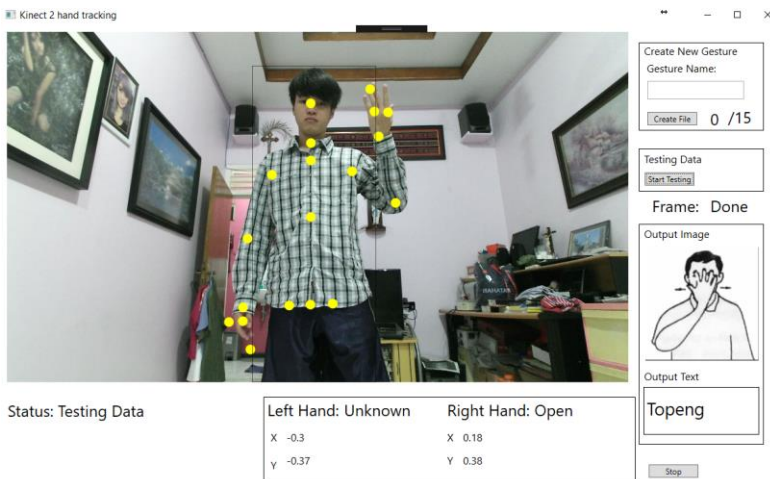 Kinect 2 hand tracking
Create New Gesture
Gesture Name:
Create File 0 /15
Testing Data
Start Testing
Frame: Done
Output Image
Output Text
Topeng
Stop
Status: Testing Data
Left Hand: Unknown Right Hand: Open
X -0.3 X 0.18
Y -0.37 Y 0.38